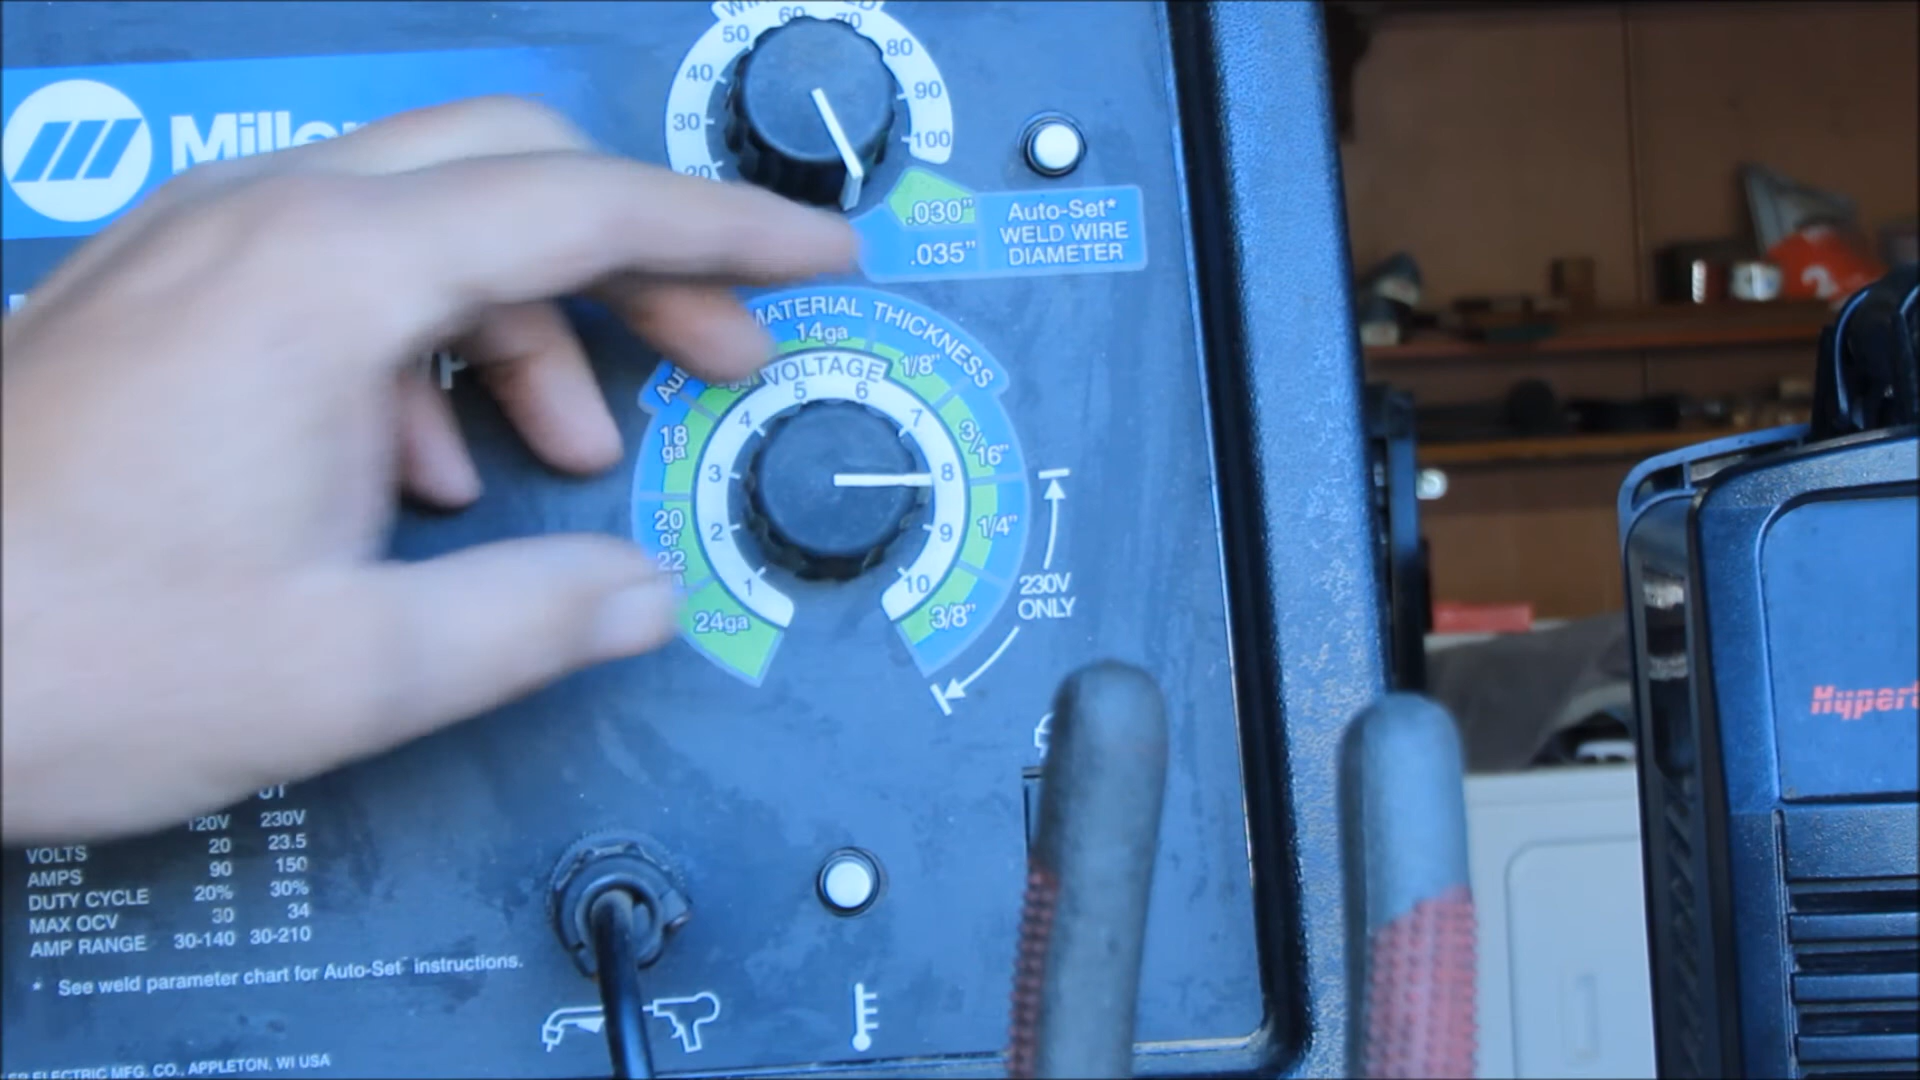 50
60
70
80
40
90
30
100
20
.030" Auto-Set*
WELD WIRE
.035" DIAMETER
MATERIAL THICKNESS
14ga
1/8"
VOLTAGE
5 6
4 7
18
ga
3/16"
3 8
20
or
22
2 9
1/4"
1 10
24ga
3/8"
230V
ONLY
120V 230V
VOLTS 20 23.5
AMPS 90 150
DUTY CYCLE 20% 30%
MAX OCV 30 34
AMP RANGE 30-140 30-210
* See weld parameter chart for Auto-Set™ instructions.
ELECTRIC MFG. CO., APPLETON, WI USA